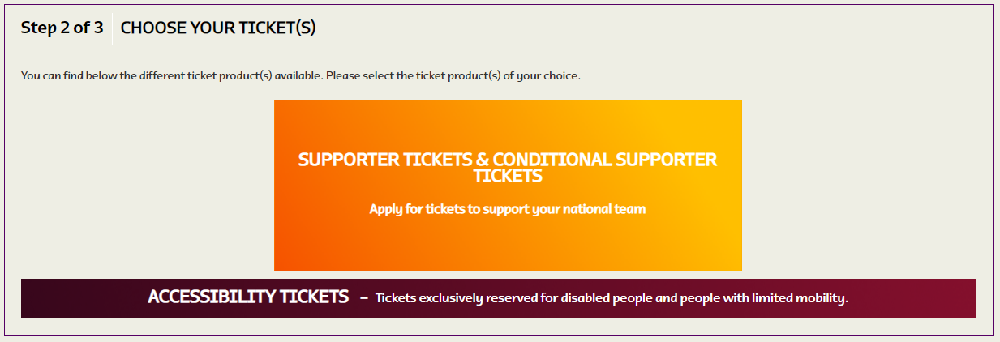 Step 2 of 3 CHOOSE YOUR TICKET(S)
You can find below the different ticket product(s) available. Please select the ticket product(s) of your choice.
SUPPORTER TICKETS & CONDITIONAL SUPPORTER
TICKETS
Apply for tickets to support your national team
ACCESSIBILITY TICKETS – Tickets exclusively reserved for disabled people and people with limited mobility.